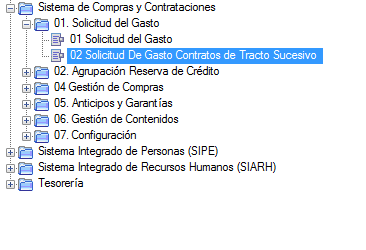 Sistema de Compras y Contrataciones
01. Solicitud del Gasto
01 Solicitud del Gasto
02 Solicitud De Gasto Contratos de Tracto Sucesivo
02. Agrupación Reserva de Crédito
04 Gestión de Compras
05. Anticipos y Garantías
06. Gestión de Contenidos
07. Configuración
Sistema Integrado de Personas (SIPE)
Sistema Integrado de Recursos Humanos (SIARH)
Tesorería